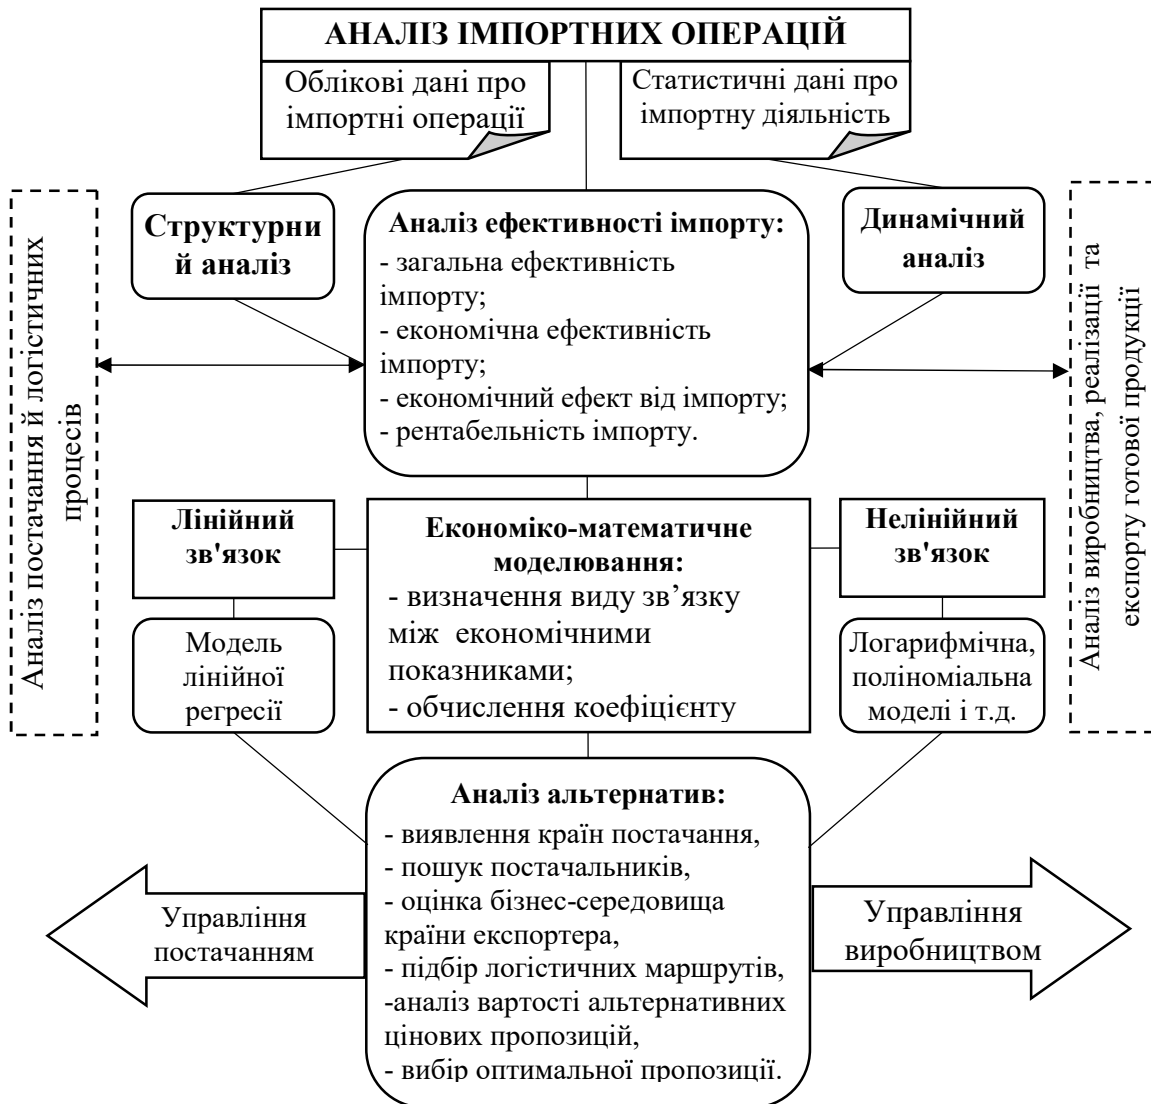 АНАЛІЗ ІМПОРТНИХ ОПЕРАЦІЙ
Облікові дані про
імпортні операції
Статистичні дані про
імпортну діяльність
Структурни
й аналіз
Аналіз ефективності імпорту:
- загальна ефективність
імпорту;
- економічна ефективність
імпорту;
- економічний ефект від імпорту;
- рентабельність імпорту.
Динамічний
аналіз
Аналіз постачання й логістичних
процесів
Аналіз виробництва, реалізації та
експорту готової продукції
Лінійний
зв'язок
Економіко-математичне
моделювання:
- визначення виду зв’язку
між економічними
показниками;
- обчислення коефіцієнту
Нелінійний
зв'язок
Модель
лінійної
регресії
Логарифмічна,
поліноміальна
моделі і т.д.
Аналіз альтернатив:
- виявлення країн постачання,
- пошук постачальників,
- оцінка бізнес-середовища
країни експортера,
- підбір логістичних маршрутів,
-аналіз вартості альтернативних
цінових пропозицій,
- вибір оптимальної пропозиції.
Управління
постачанням
Управління
виробництвом